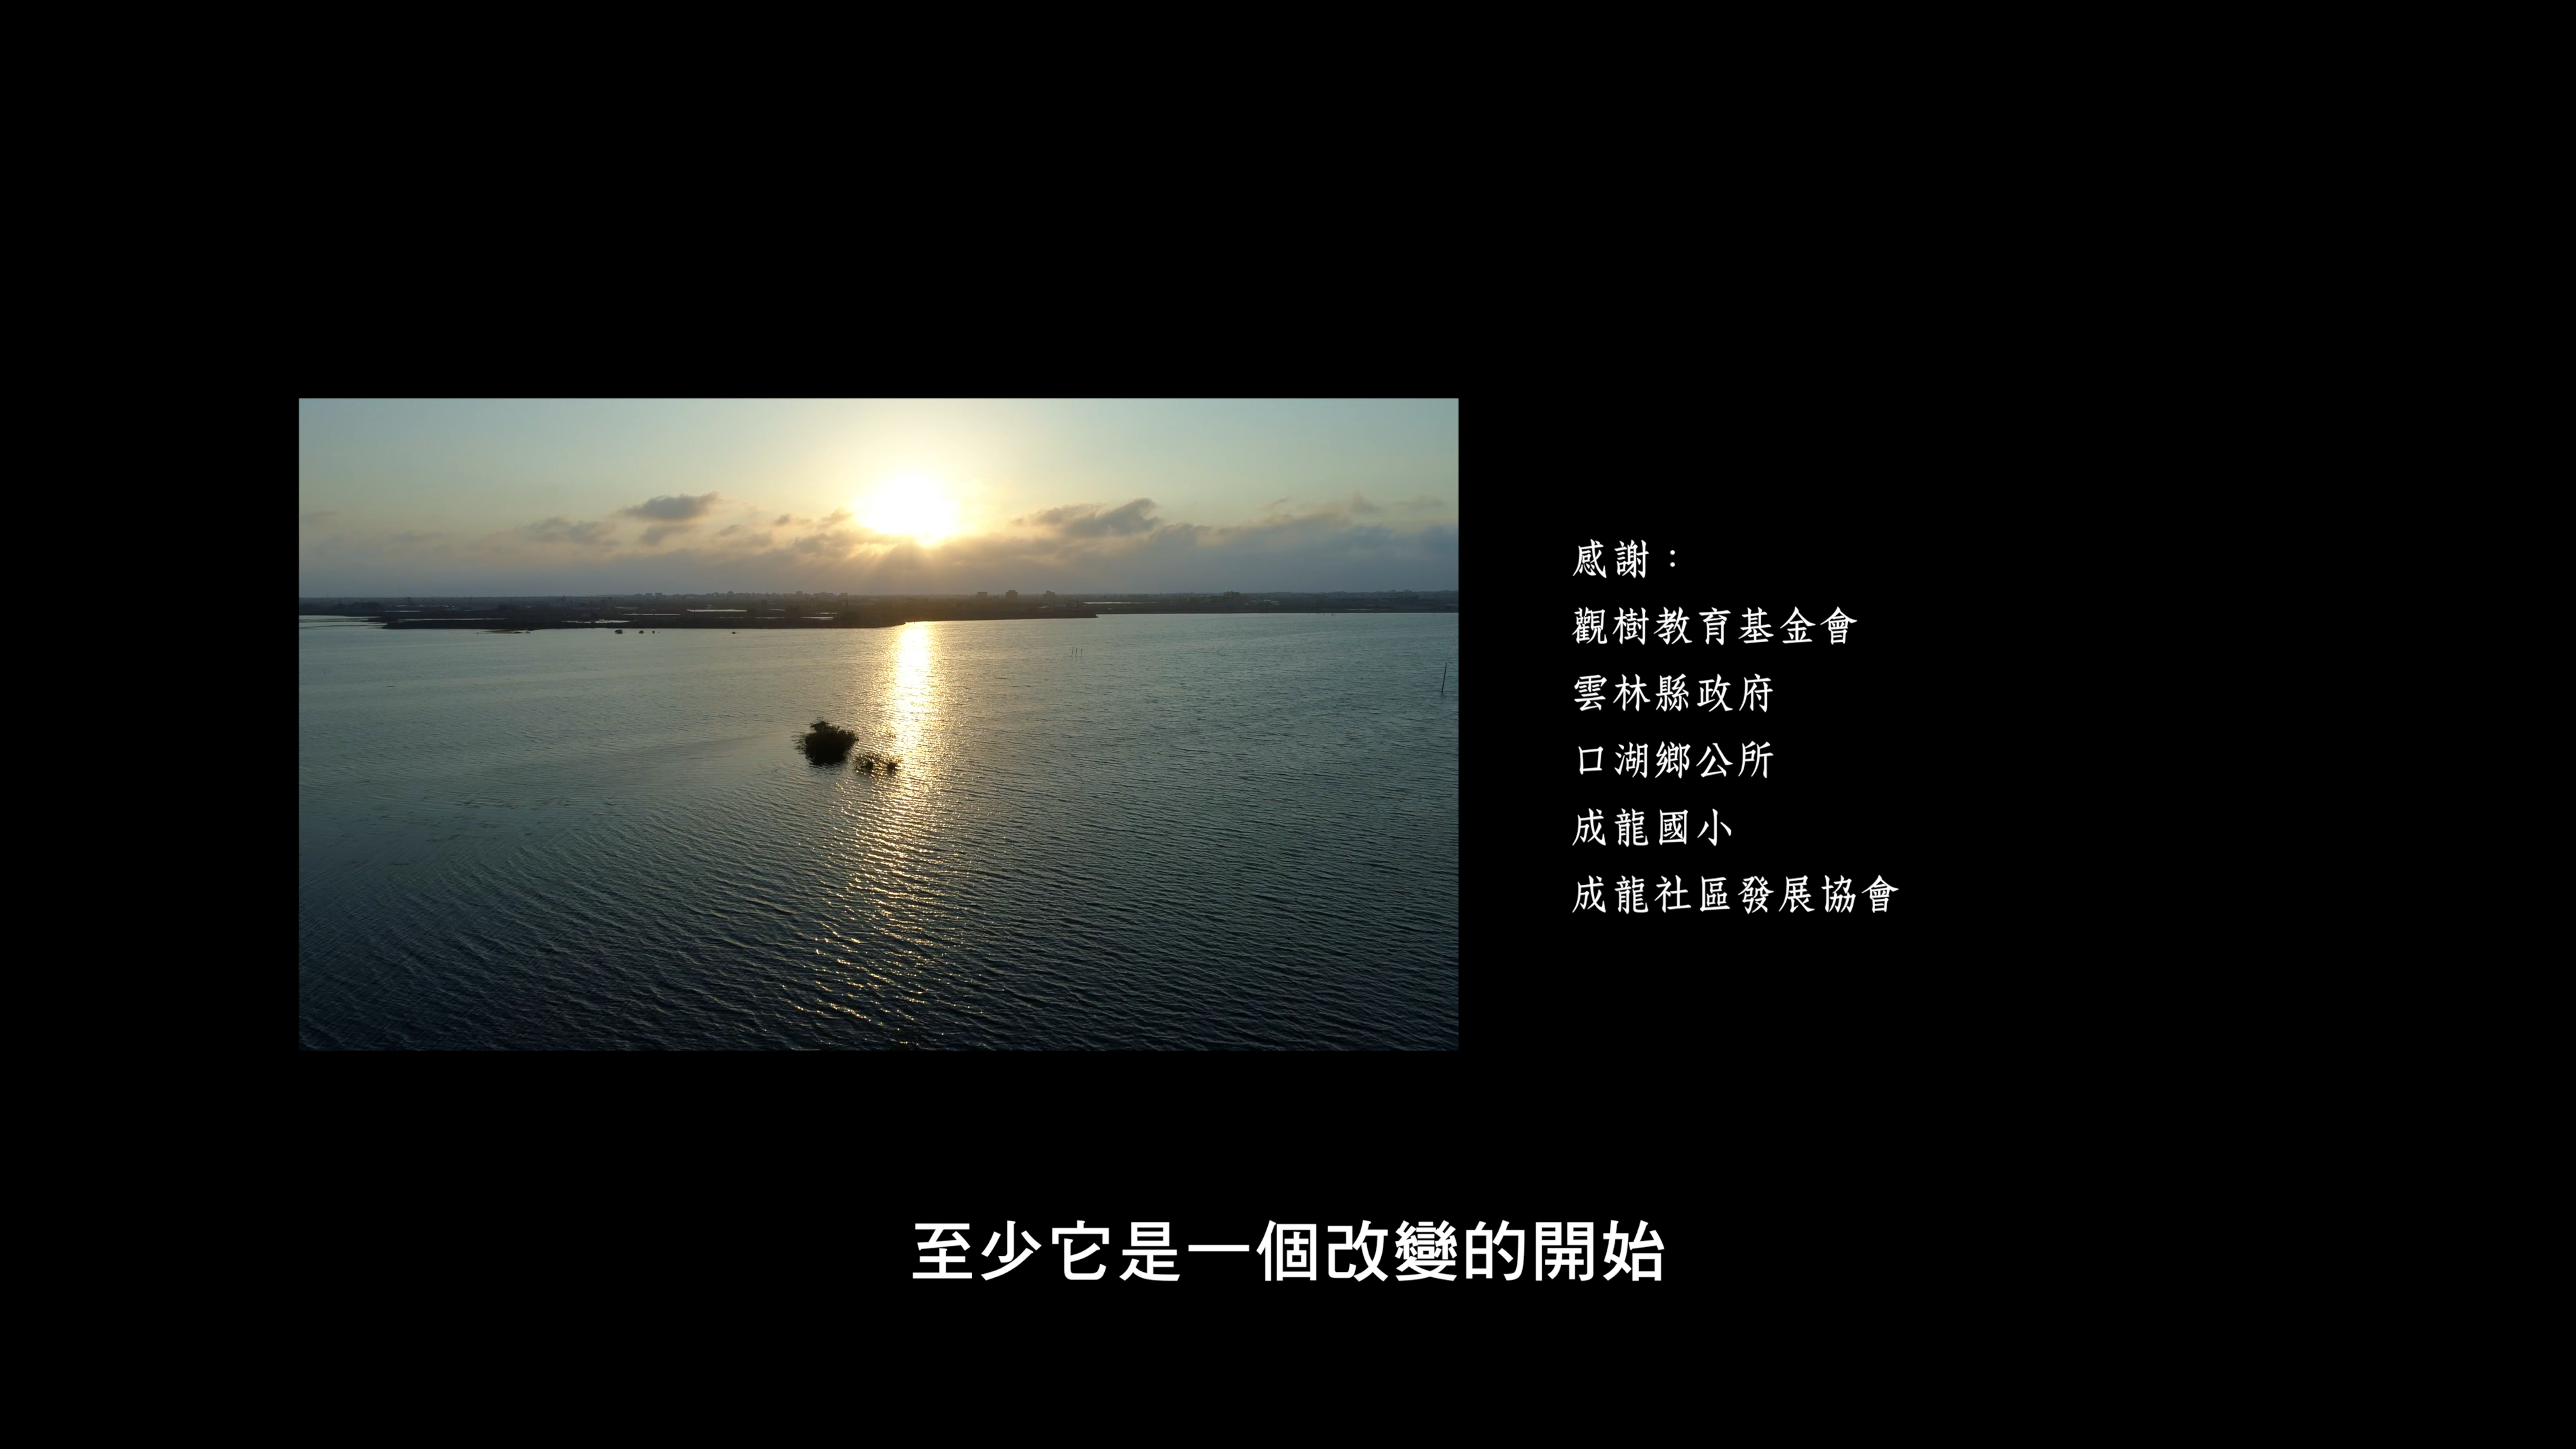 感謝：
觀樹教育基金會
雲林縣政府
口湖鄉公所
成龍國小
成龍社區發展協會
至少它是一個改變的開始